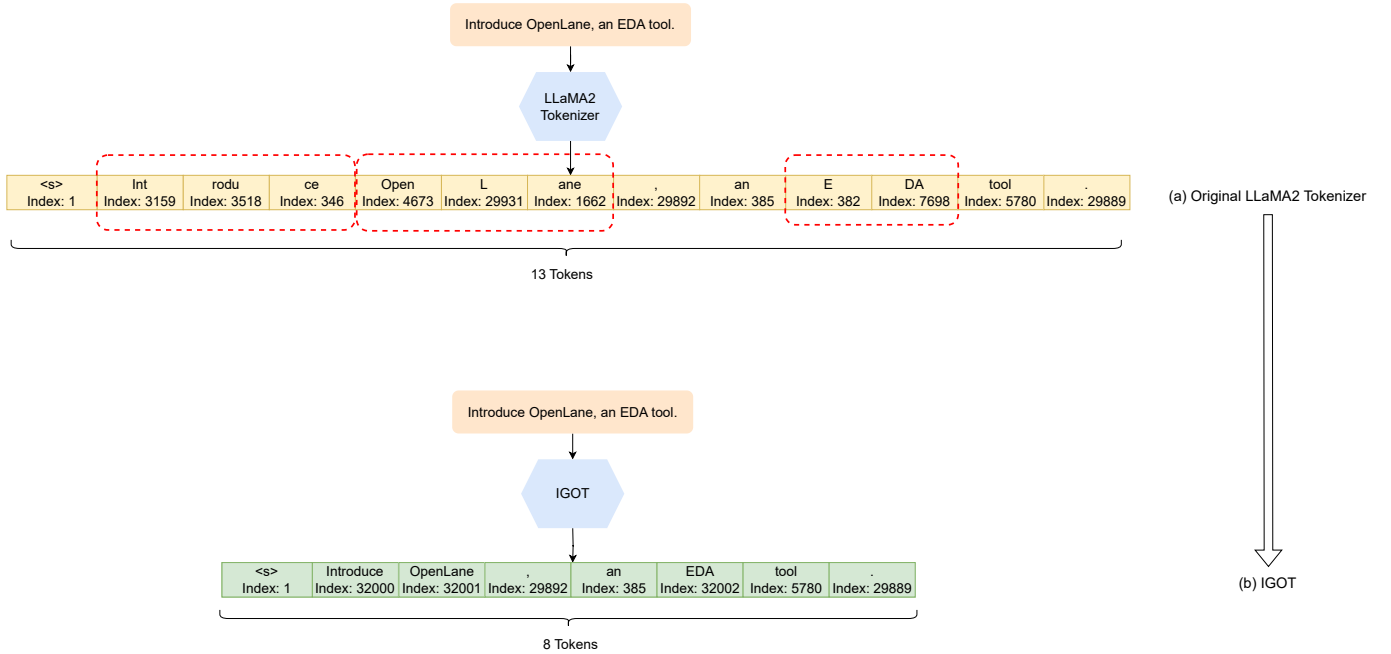 Introduce OpenLane, an EDA tool.
LLaMA2
Tokenizer
<s> Int rodu ce Open L ane , an E DA tool .
Index: 1 Index: 3159 Index: 3518 Index: 346 Index: 4673 Index: 29931 Index: 1662 Index: 29892 Index: 385 Index: 382 Index: 7698 Index: 5780 Index: 29889
(a) Original LLaMA2 Tokenizer
13 Tokens
Introduce OpenLane, an EDA tool.
IGOT
<s> Introduce OpenLane , an EDA tool .
Index: 1 Index: 32000 Index: 32001 Index: 29892 Index: 385 Index: 32002 Index: 5780 Index: 29889
(b) IGOT
8 Tokens